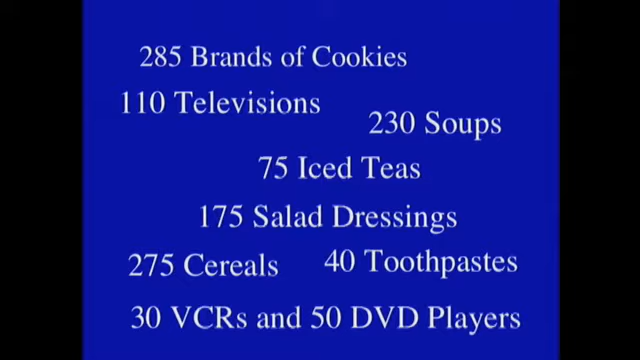 285 Brands of Cookies
110 Televisions
230 Soups
75 Iced Teas
175 Salad Dressings
275 Cereals
40 Toothpastes
30 VCRs and 50 DVD Players